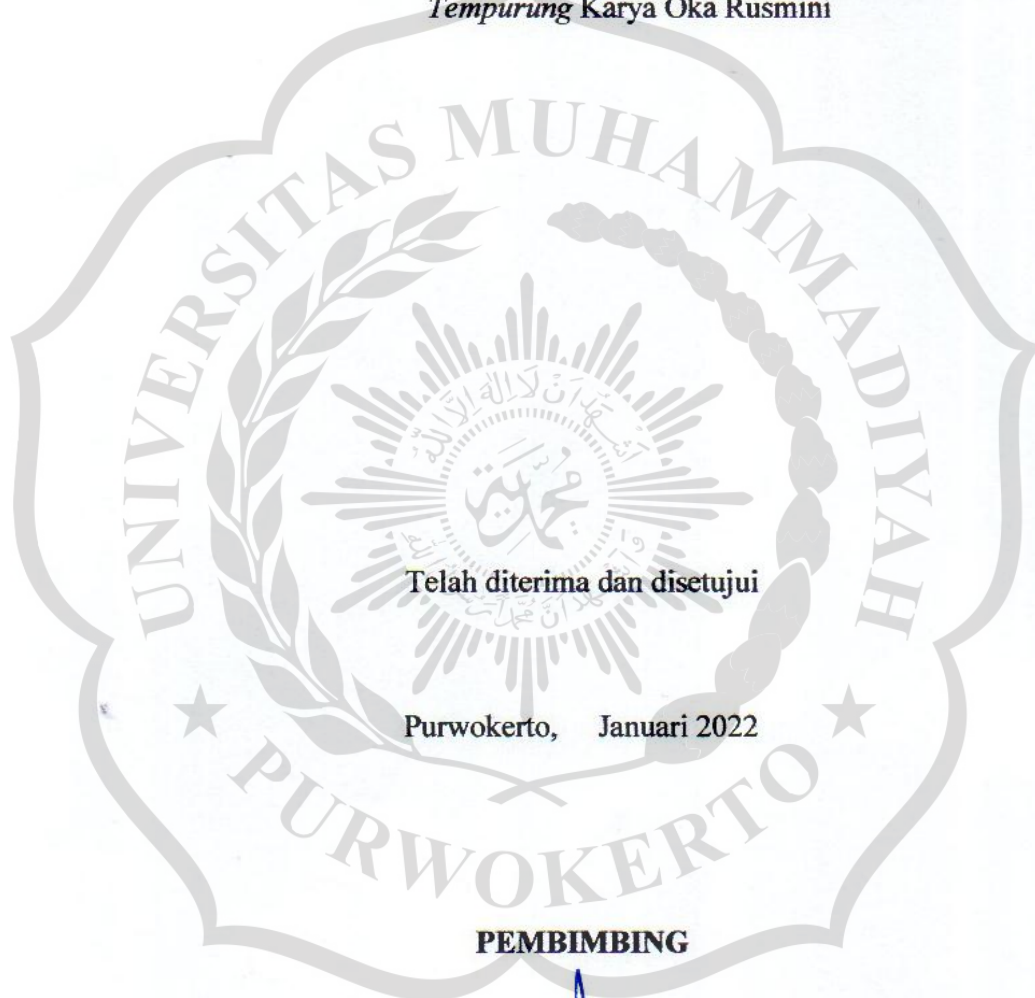 Tempurung Karya Oka Rusmini
UNIVERSITAS MUHAMMADIYAH
Telah diterima dan disetujui
Purwokerto, Januari 2022
PURWOKERTO
PEMBIMBING